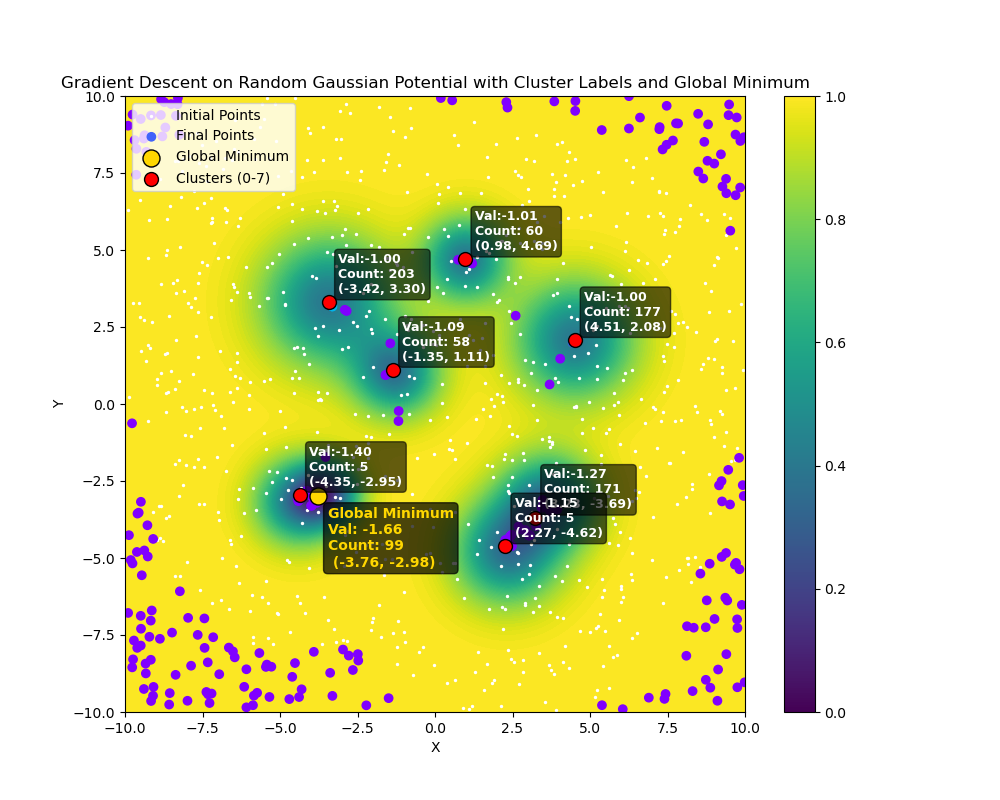 Gradient Descent on Random Gaussian Potential with Cluster Labels and Global Minimum
Initial Points
Final Points
Global Minimum
Clusters (0-7)
Val:-1.01
Count: 60
(0.98, 4.69)
Val:-1.00
Count: 203
(-3.42, 3.30)
Val:-1.00
Count: 177
(4.51, 2.08)
Val:-1.09
Count: 58
(-1.35, 1.11)
Val:-1.40
Count: 5
(-4.35, -2.95)
Val:-1.27
Count: 171
-3.69)
Val:-1.15
Count: 5
(2.27, -4.62)
Global Minimum
Val: -1.66
Count: 99
(-3.76, -2.98)
10.0
7.5
5.0
2.5
0.0
−2.5
−5.0
−7.5
−10.0
Y
−10.0 −7.5 −5.0 −2.5 0.0 2.5 5.0 7.5 10.0
X
1.0
0.8
0.6
0.4
0.2
0.0